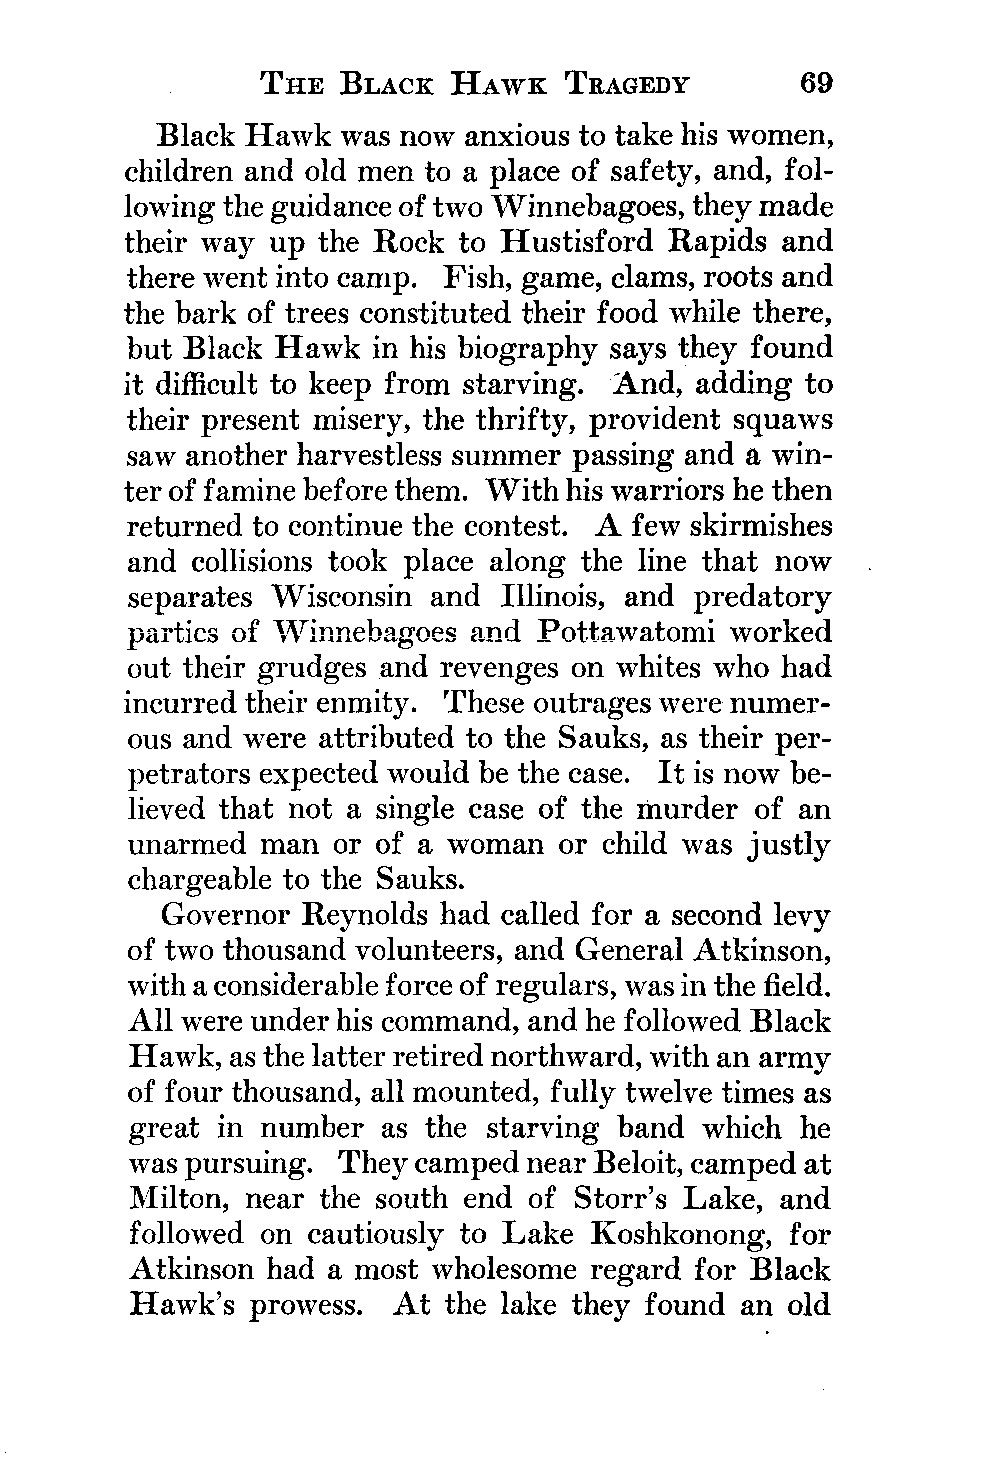 THE BLACK HAWK TRAGEDY 69
Black Hawk was now anxious to take his women,
children and old men to a place of safety, and, fol-
lowing the guidance of two Winnebagoes, they made
their way up the Rock to Hustisford Rapids and
there went into camp. Fish, game, clams, roots and
the bark of trees constituted their food while there,
but Black Hawk in his biography says they found
it difficult to keep from starving. And, adding to
their present misery, the thrifty, provident squaws
saw another harvestless summer passing and a win-
ter of famine before them. With his warriors he then
returned to continue the contest. A few skirmishes
and collisions took place along the line that now
separates Wisconsin and Illinois, and predatory
parties of Winnebagoes and Pottawatomi worked
out their grudges and revenges on whites who had
incurred their enmity. These outrages were numer-
ous and were attributed to the Sauks, as their per-
petrators expected would be the case. It is now be-
lieved that not a single case of the murder of an
unarmed man or of a woman or child was justly
chargeable to the Sauks.
Governor Reynolds had called for a second levy
of two thousand volunteers, and General Atkinson,
with a considerable force of regulars, was in the field.
All were under his command, and he followed Black
Hawk, as the latter retired northward, with an army
of four thousand, all mounted, fully twelve times as
great in number as the starving band which he
was pursuing. They camped near Beloit, camped at
Milton, near the south end of Storr's Lake, and
followed on cautiously to Lake Koshkonong, for
Atkinson had a most wholesome regard for Black
Hawk's prowess. At the lake they found an old